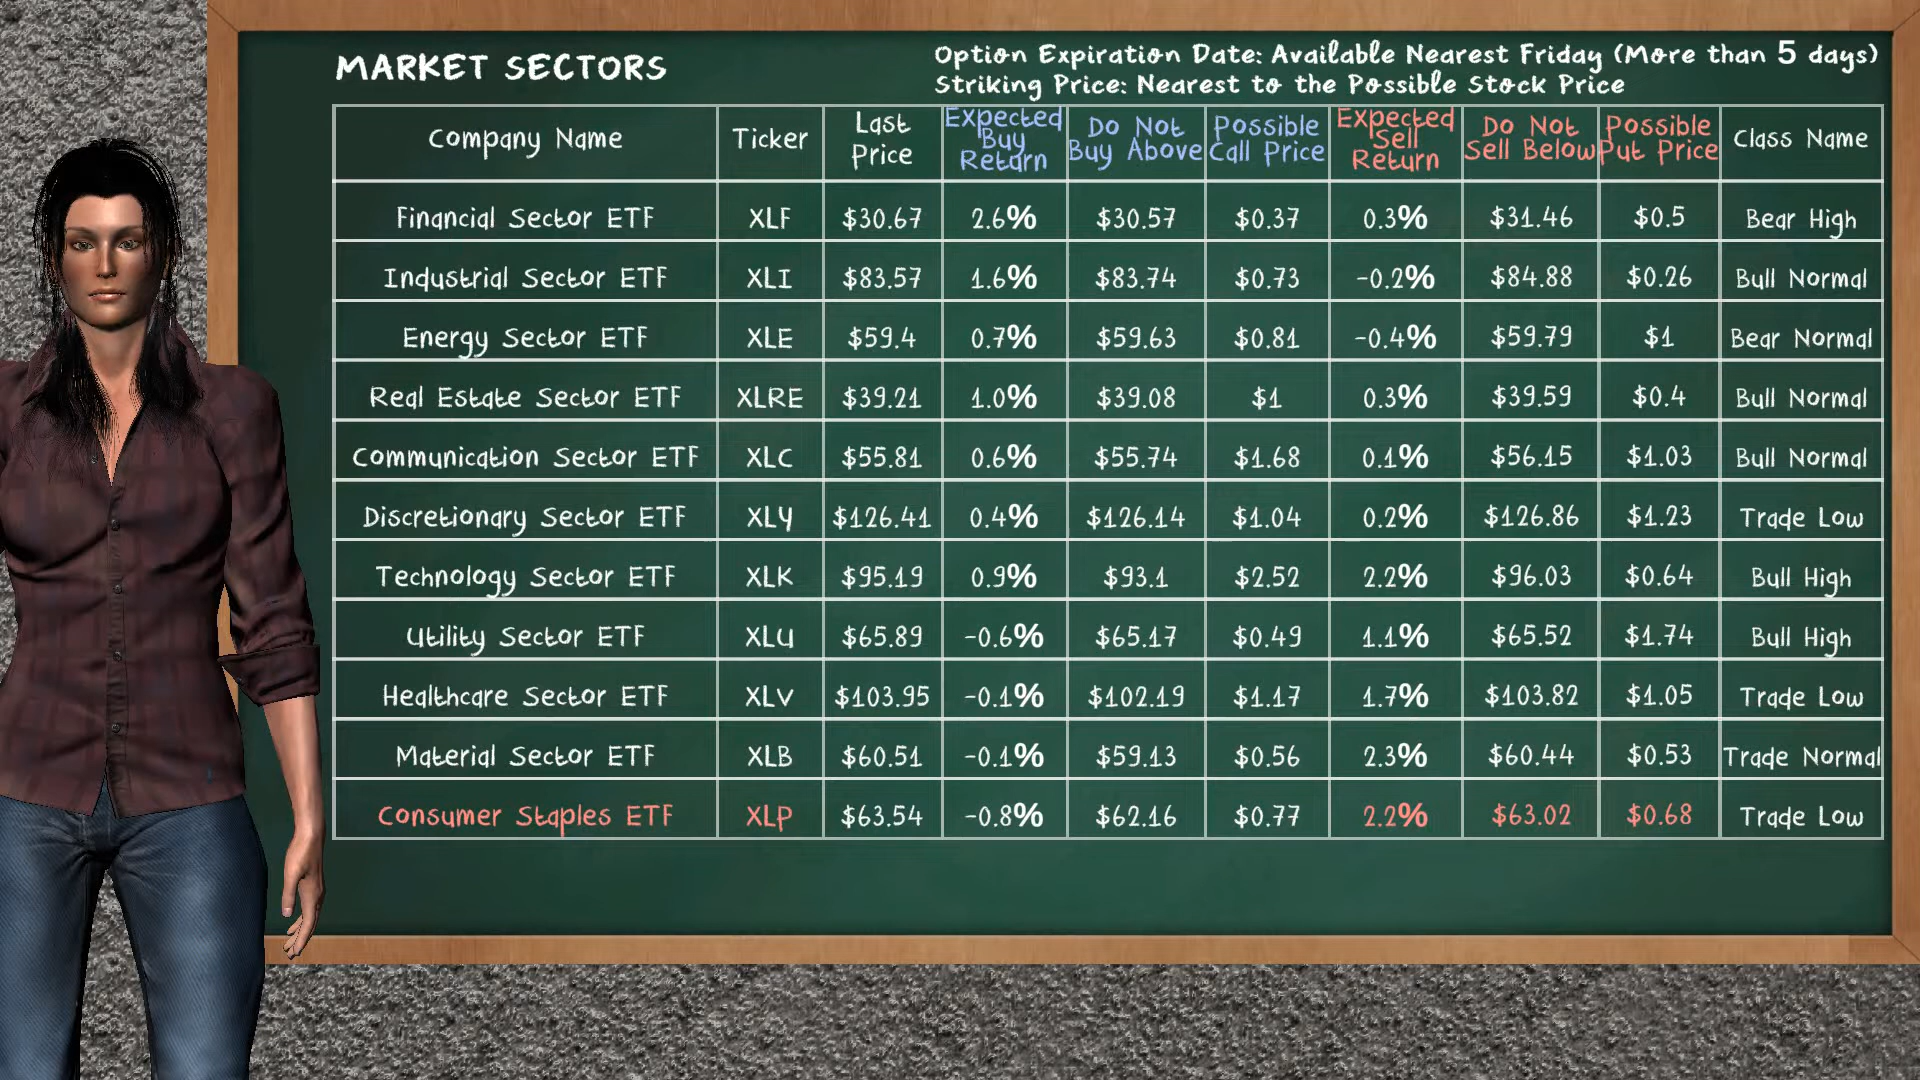 MARKET SECTORS
Option Expiration Date: Available Nearest Friday (More than 5 days)
Striking Price: Nearest to the Possible Stock Price
Company Name Ticker Last Price Expected Buy Return Do Not Buy Above Possible Call Price Expected Sell Return Do Not Sell Below Possible Put Price Class Name
Financial Sector ETF XLF $30.67 2.6% $30.57 $0.37 0.3% $31.46 $0.5 Bear High
Industrial Sector ETF XLI $83.57 1.6% $83.74 $0.73 -0.2% $84.88 $0.26 Bull Normal
Energy Sector ETF XLE $59.4 0.7% $59.63 $0.81 -0.4% $59.79 $1 Bear Normal
Real Estate Sector ETF XLRE $39.21 1.0% $39.08 $1 0.3% $39.59 $0.4 Bull Normal
Communication Sector ETF XLC $55.81 0.6% $55.74 $1.68 0.1% $56.15 $1.03 Bull Normal
Discretionary Sector ETF XLY $126.41 0.4% $126.14 $1.04 0.2% $126.86 $1.23 Trade Low
Technology Sector ETF XLK $95.19 0.9% $93.1 $2.52 2.2% $96.03 $0.64 Bull High
Utility Sector ETF XLU $65.89 -0.6% $65.17 $0.49 1.1% $65.52 $1.74 Bull High
Healthcare Sector ETF XLV $103.95 -0.1% $102.19 $1.17 1.7% $103.82 $1.05 Trade Low
Material Sector ETF XLB $60.51 -0.1% $59.13 $0.56 2.3% $60.44 $0.53 Trade Normal
Consumer Staples ETF XLP $63.54 -0.8% $62.16 $0.77 2.2% $63.02 $0.68 Trade Low